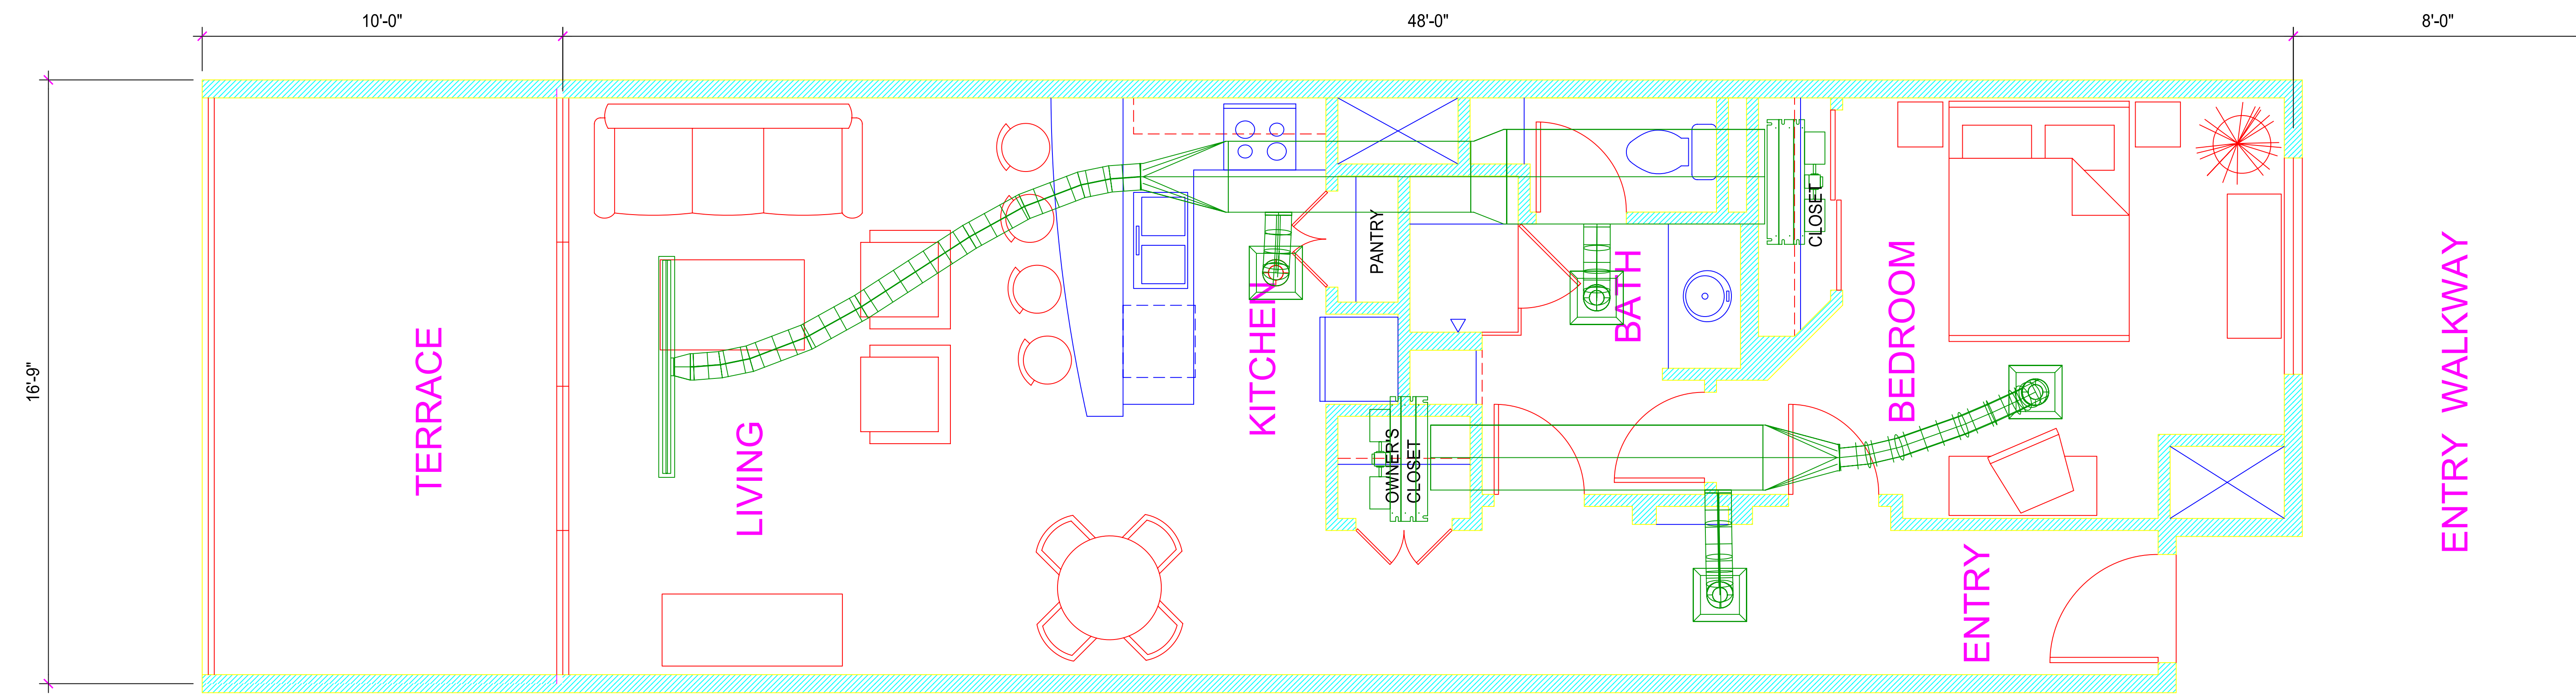 10'-0"
48'-0"
8'-0"
16'-9"
TERRACE
LIVING
KITCHEN
PANTRY
OWNER'S
CLOSET
BATH
CLOSET
BEDROOM
ENTRY
ENTRY WALKWAY